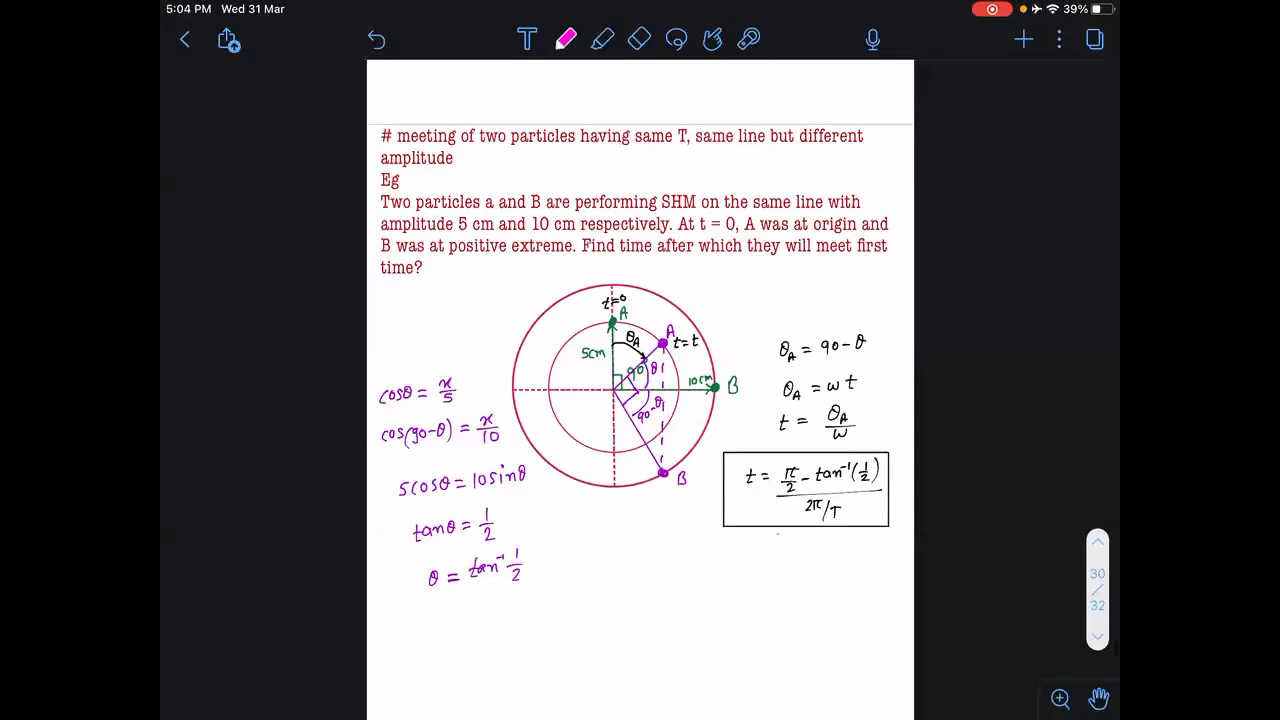 5:04 PM Wed 31 Mar
39%
T
# meeting of two particles having same T, same line but different
amplitude
Eg
Two particles a and B are performing SHM on the same line with
amplitude 5 cm and 10 cm respectively. At t = 0, A was at origin and
B was at positive extreme. Find time after which they will meet first
time?
t=0
A
θA
A
t=t
5cm
90
θ
10cm
B
90-θ
B
cosθ = x/5
cos(90-θ) = x/10
5cosθ = 10sinθ
tanθ = 1/2
θ = tan⁻¹ 1/2
θA = 90-θ
θA = ωt
t = θA/ω
t = (π/2 - tan⁻¹(1/2))/(2π/T)
30
/
32